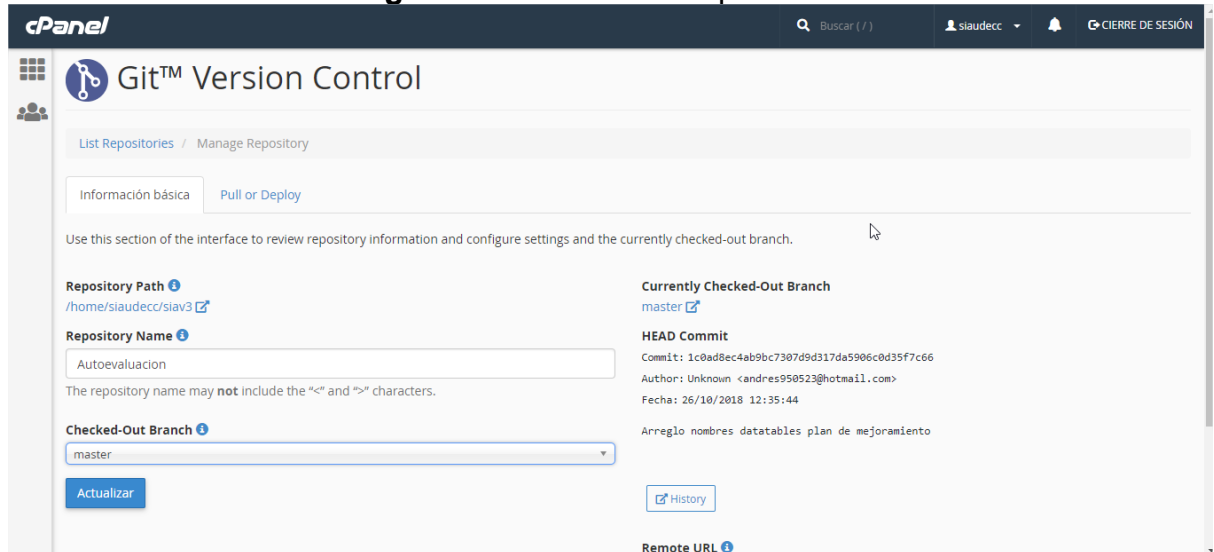 cPanel
Buscar ( / )
siaudecc
CIERRE DE SESIÓN
Git™ Version Control
List Repositories / Manage Repository
Información básica
Pull or Deploy
Use this section of the interface to review repository information and configure settings and the currently checked-out branch.
Repository Path
/home/siaudecc/siav3
Repository Name
Autoevaluacion
The repository name may not include the “<” and “>” characters.
Checked-Out Branch
master
Actualizar
Currently Checked-Out Branch
master
HEAD Commit
Commit: 1c0ad8ec4ab9bc7307d9d317da5906c0d35f7c66
Author: Unknown <andres950523@hotmail.com>
Fecha: 26/10/2018 12:35:44
Arreglo nombres datatables plan de mejoramiento
History
Remote URL